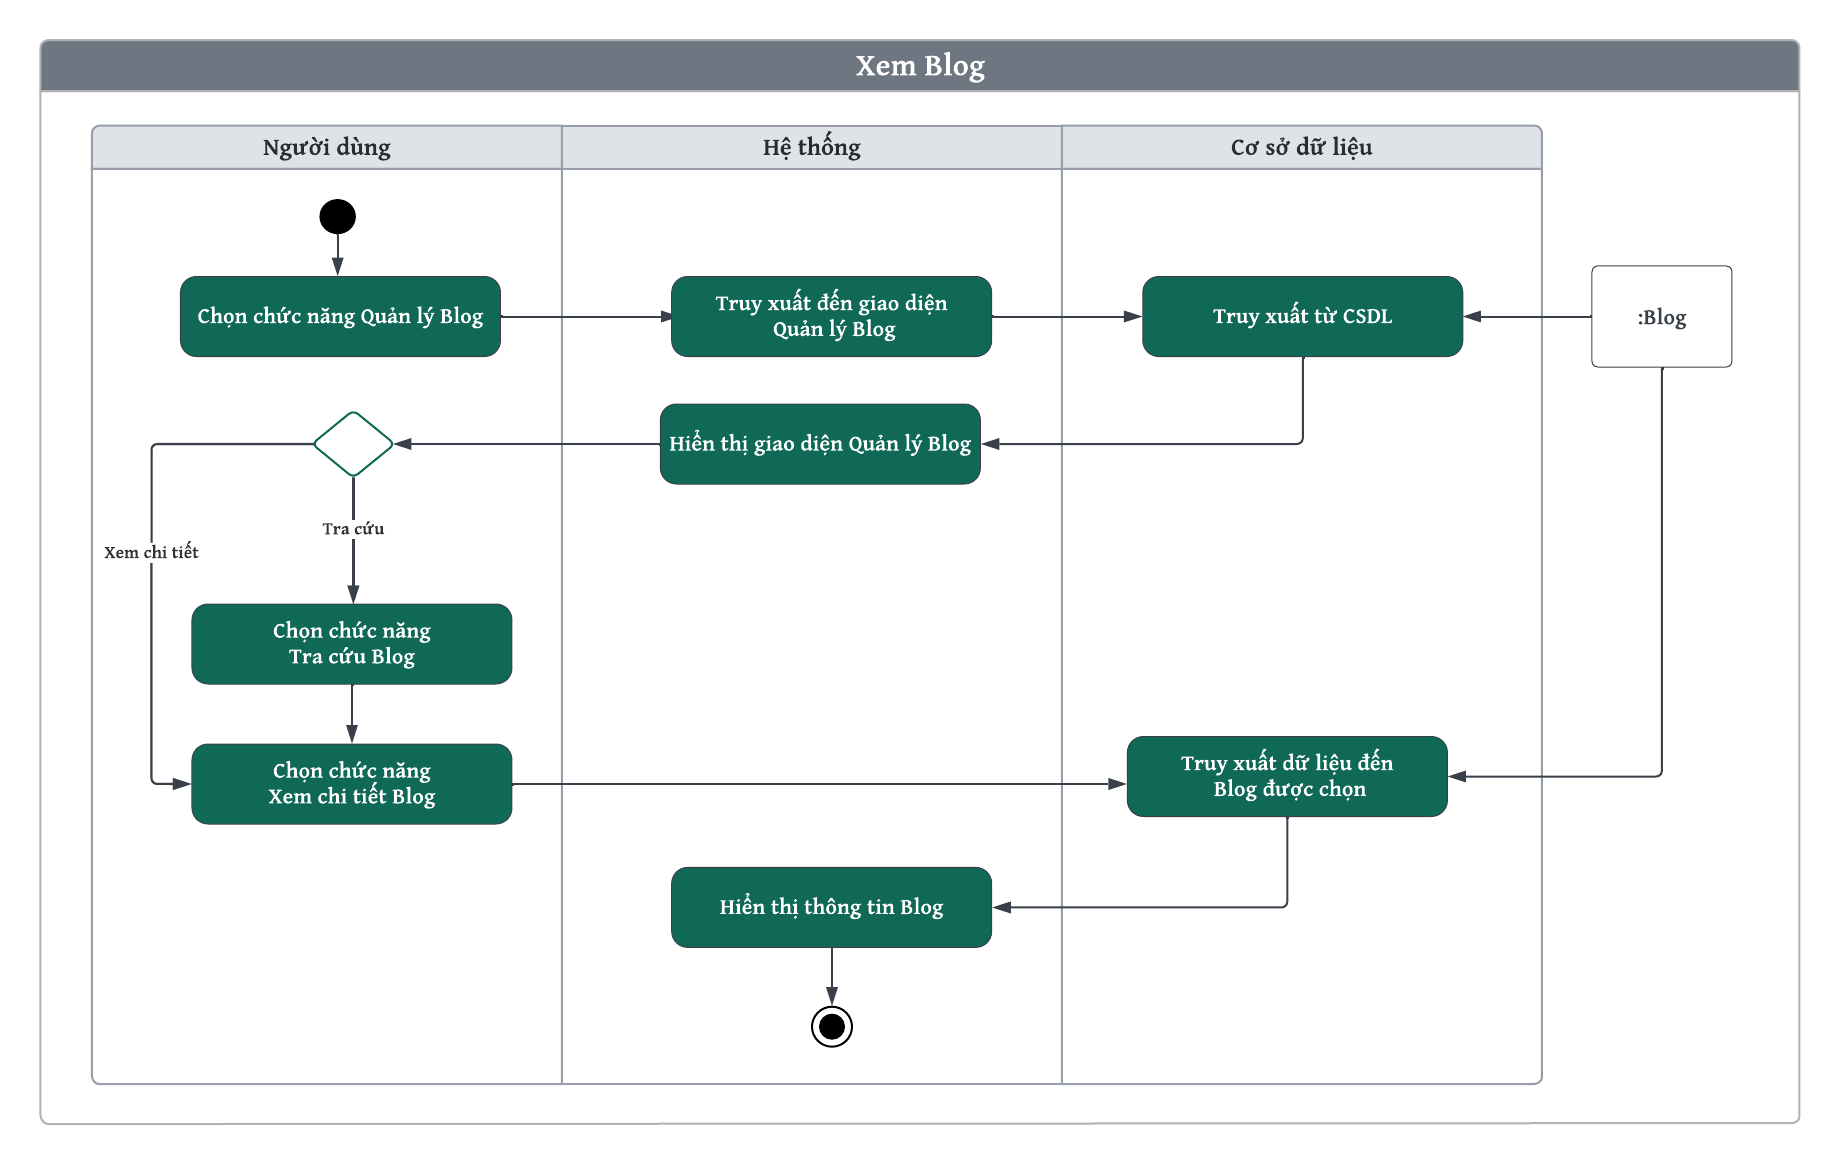 Xem Blog
Người dùng
Hệ thống
Cơ sở dữ liệu
Chọn chức năng Quản lý Blog
Truy xuất đến giao diện
Quản lý Blog
Truy xuất từ CSDL
:Blog
Hiển thị giao diện Quản lý Blog
Tra cứu
Xem chi tiết
Chọn chức năng
Tra cứu Blog
Chọn chức năng
Xem chi tiết Blog
Truy xuất dữ liệu đến
Blog được chọn
Hiển thị thông tin Blog